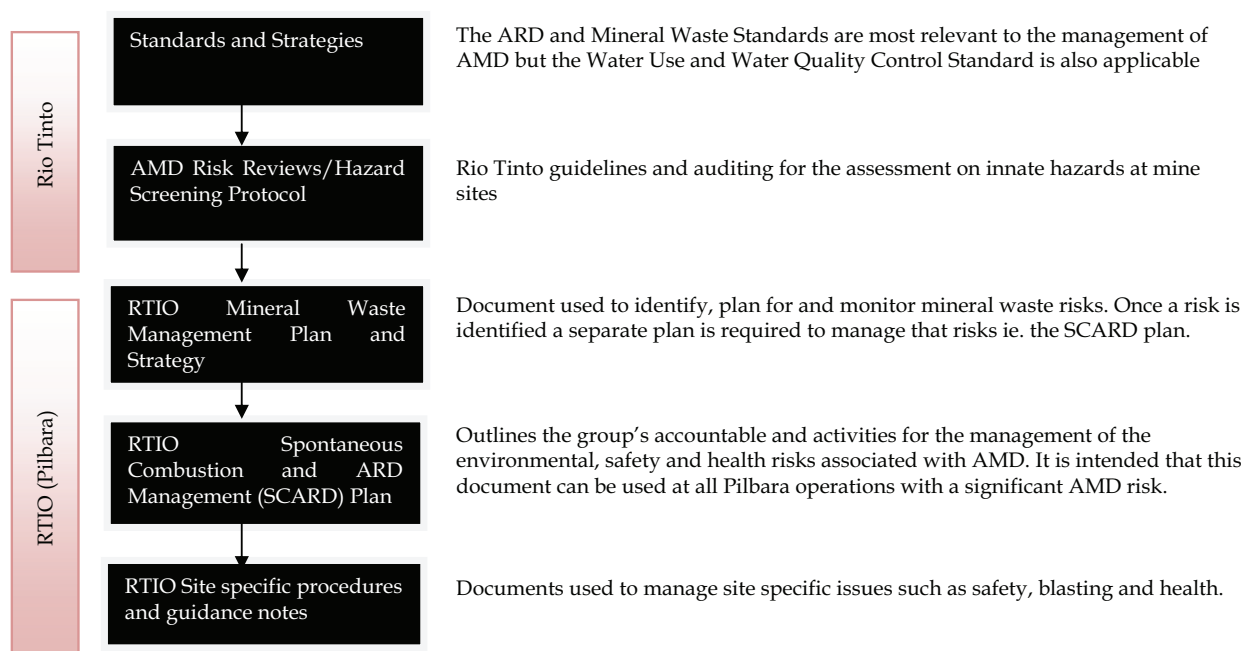 Rio Tinto
Standards and Strategies
The ARD and Mineral Waste Standards are most relevant to the management of
AMD but the Water Use and Water Quality Control Standard is also applicable
AMD Risk Reviews/Hazard
Screening Protocol
Rio Tinto guidelines and auditing for the assessment on innate hazards at mine
sites
RTIO (Pilbara)
RTIO Mineral Waste
Management Plan and
Strategy
Document used to identify, plan for and monitor mineral waste risks. Once a risk is
identified a separate plan is required to manage that risks ie. the SCARD plan.
RTIO Spontaneous
Combustion and ARD
Management (SCARD) Plan
Outlines the group's accountable and activities for the management of the
environmental, safety and health risks associated with AMD. It is intended that this
document can be used at all Pilbara operations with a significant AMD risk.
RTIO Site specific procedures
and guidance notes
Documents used to manage site specific issues such as safety, blasting and health.